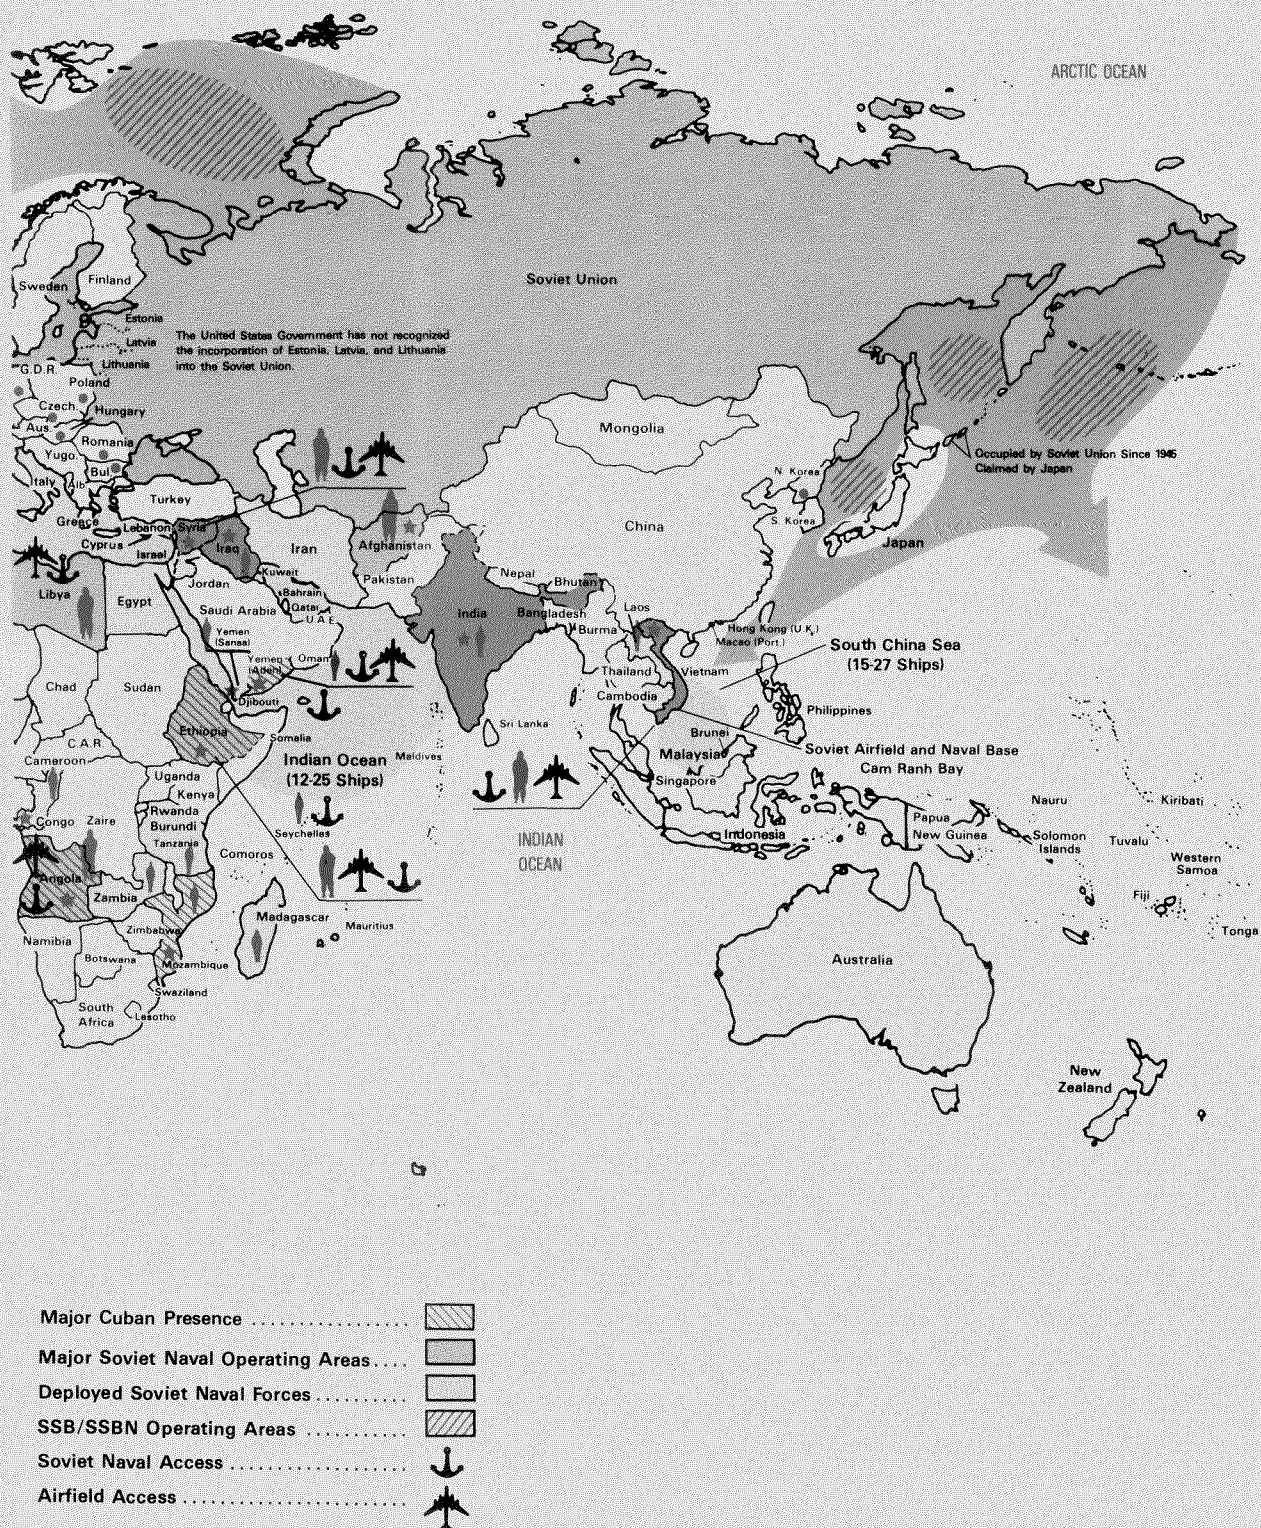 ARCTIC OCEAN
Soviet Union
Sweden
Finland
Estonia
Latvia
Lithuania
The United States Government has not recognized
the incorporation of Estonia, Latvia, and Lithuania
into the Soviet Union.
G.D.R.
Poland
Czech.
Hungary
Aus.
Romania
Yugo.
Bul.
Italy
Alb.
Mongolia
Occupied by Soviet Union Since 1945
Claimed by Japan
N. Korea
S. Korea
Japan
Turkey
Greece
Lebanon
Syria
Cyprus
Israel
Iraq
Iran
Afghanistan
China
Kuwait
Jordan
Pakistan
Nepal
Bhutan
Bahrain
Qatar
U.A.E.
Libya
Egypt
Saudi Arabia
India
Bangladesh
Burma
Laos
Hong Kong (U.K.)
Macao (Port.)
Yemen
(Sanaa)
Yemen
(Aden)
Oman
South China Sea
(15-27 Ships)
Thailand
Vietnam
Chad
Sudan
Djibouti
Cambodia
Philippines
Ethiopia
Somalia
Sri Lanka
Brunei
C.A.R.
Cameroon
Indian Ocean
(12-25 Ships)
Maldives
Malaysia
Singapore
Soviet Airfield and Naval Base
Cam Ranh Bay
Uganda
Kenya
Rwanda
Burundi
Tanzania
Congo
Zaire
Seychelles
INDIAN
OCEAN
Indonesia
Papua
New Guinea
Nauru
Kiribati
Solomon
Islands
Tuvalu
Western
Samoa
Comoros
Angola
Zambia
Fiji
Tonga
Madagascar
Mauritius
Zimbabwe
Namibia
Botswana
Mozambique
Australia
Swaziland
South
Africa
Lesotho
New
Zealand
Major Cuban Presence .................
Major Soviet Naval Operating Areas....
Deployed Soviet Naval Forces..........
SSB/SSBN Operating Areas ...........
Soviet Naval Access ...................
Airfield Access ........................